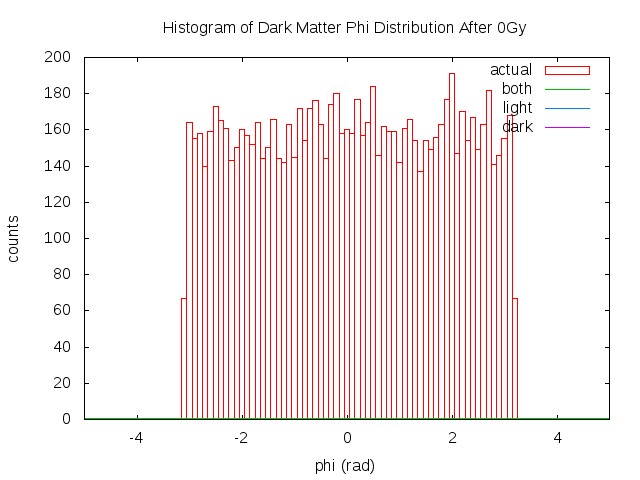 Histogram of Dark Matter Phi Distribution After 0Gy
200
180
160
140
120
100
80
60
40
20
0
counts
actual
both
light
dark
-4
-2
0
2
4
phi (rad)